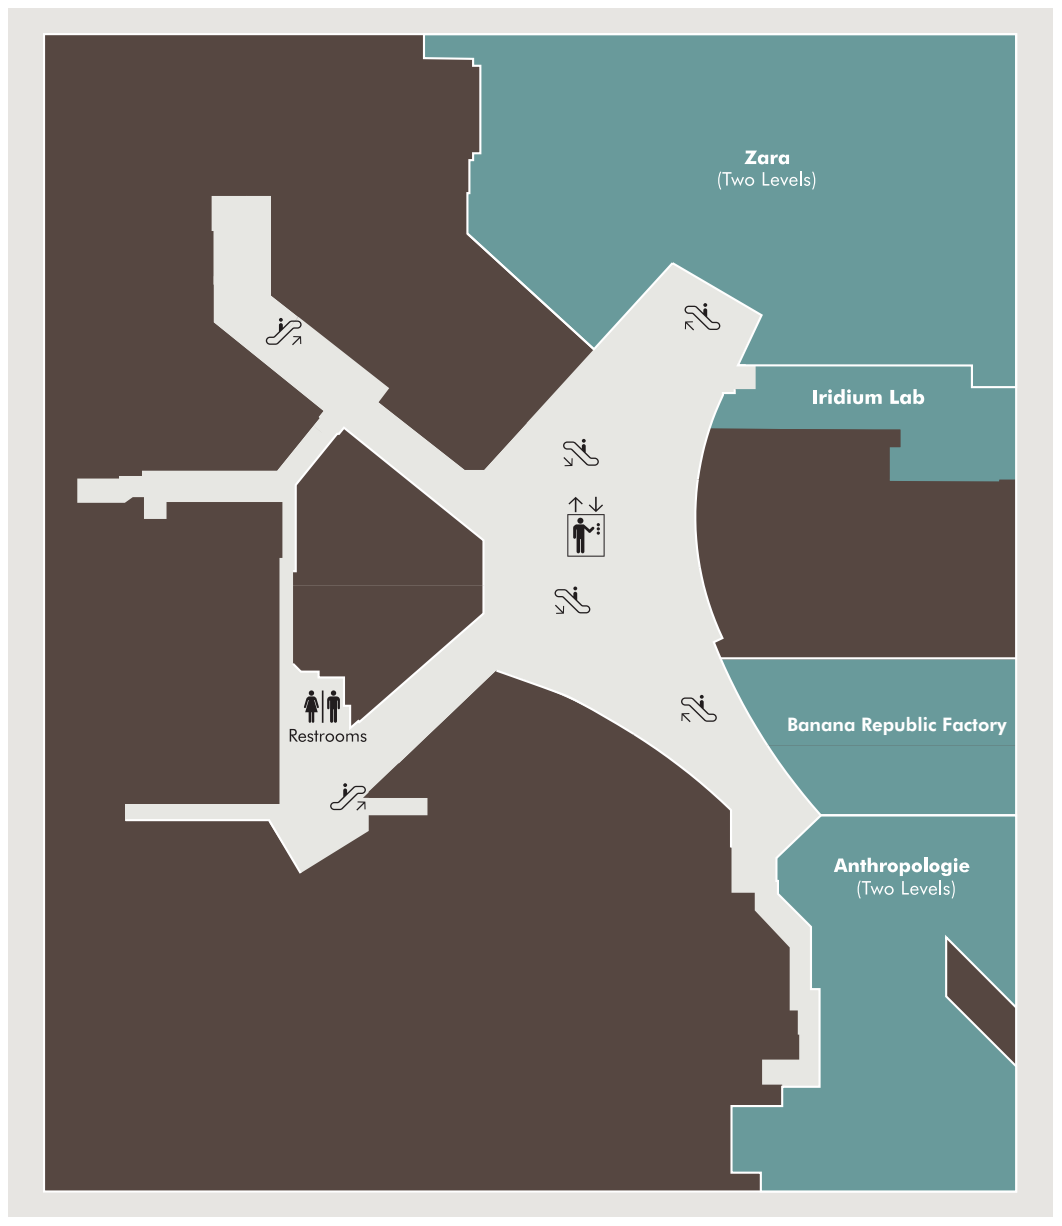 Zara
(Two Levels)
Iridium Lab
Restrooms
Banana Republic Factory
Anthropologie
(Two Levels)